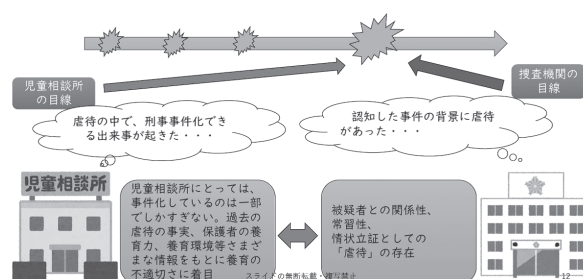 児童相談所
の目線
捜査機関の
目線
虐待の中で、刑事事件化でき
る出来事が起きた・・・
認知した事件の背景に虐待
があった・・・
児童相談所
児童相談所にとっては、
事件化しているのは一部
でしかすぎない。過去の
虐待の事実、保護者の養
育力、養育環境等さまざ
まな情報をもとに養育の
不適切さに着目
被疑者との関係性、
常習性、
情状立証としての
「虐待」の存在
スライドの無断転載・複写禁止
12